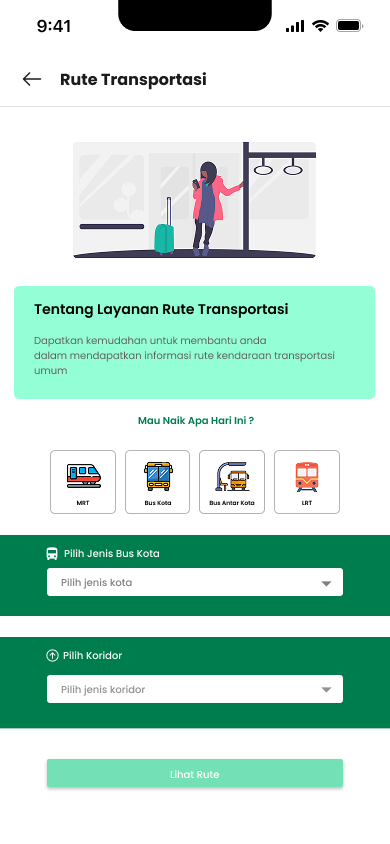 9:41
Rute Transportasi
Tentang Layanan Rute Transportasi
Dapatkan kemudahan untuk membantu anda
dalam mendapatkan informasi rute kendaraan transportasi
umum
Mau Naik Apa Hari Ini ?
MRT
Bus Kota
Bus Antar Kota
LRT
Pilih Jenis Bus Kota
Pilih jenis kota
Pilih Koridor
Pilih jenis koridor
Lihat Rute